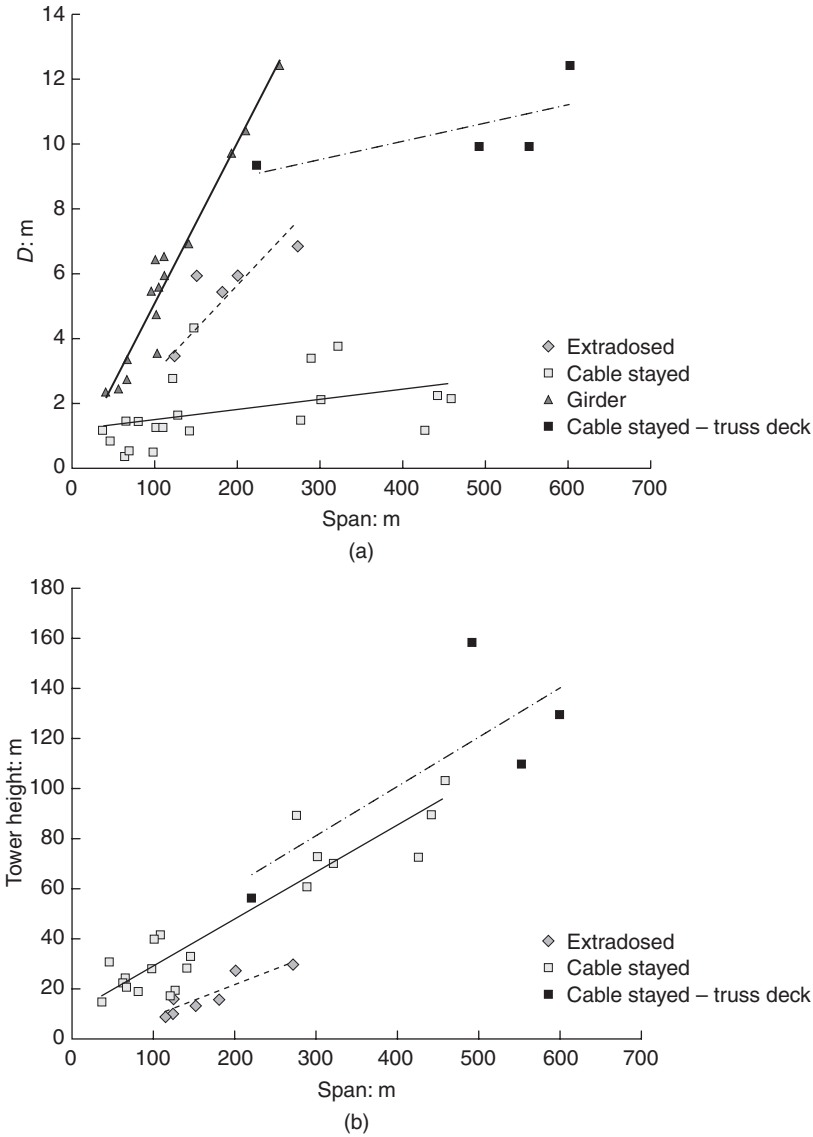 14
12
10
8
6
4
2
0
D: m
Extradosed
Cable stayed
Girder
Cable stayed – truss deck
0 100 200 300 400 500 600 700
Span: m
(a)
180
160
140
120
100
80
60
40
20
0
Tower height: m
Extradosed
Cable stayed
Cable stayed – truss deck
0 100 200 300 400 500 600 700
Span: m
(b)